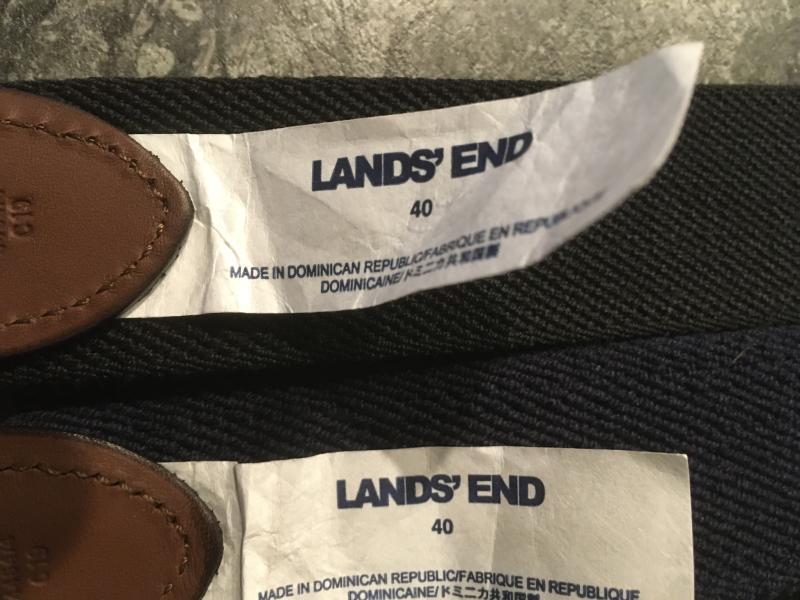 LANDS' END
40
MADE IN DOMINICAN REPUBLIC/FABRIQUE EN REPUBLIQUE
DOMINICAINE/ドミニカ共和国製
C19
LANDS' END
40
MADE IN DOMINICAN REPUBLIC/FABRIQUE EN REPUBLIQUE
DOMINICAINE/ドミニカ共和国製
C19